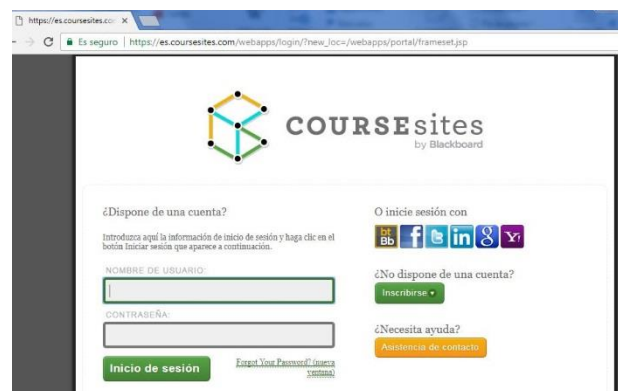 https://es.coursesites.co
Es seguro | https://es.coursesites.com/webapps/login/?new_loc=/webapps/portal/frameset.jsp
COURSEsites
by Blackboard
¿Dispone de una cuenta?
Introduzca aquí la información de inicio de sesión y haga clic en el
botón Iniciar sesión que aparece a continuación.
NOMBRE DE USUARIO:
CONTRASEÑA:
Inicio de sesión
Forgot Your Password? (nueva
ventana)
O inicie sesión con
bt
Bb
f
in
g
Y!
¿No dispone de una cuenta?
Inscribirse
¿Necesita ayuda?
Asistencia de contacto